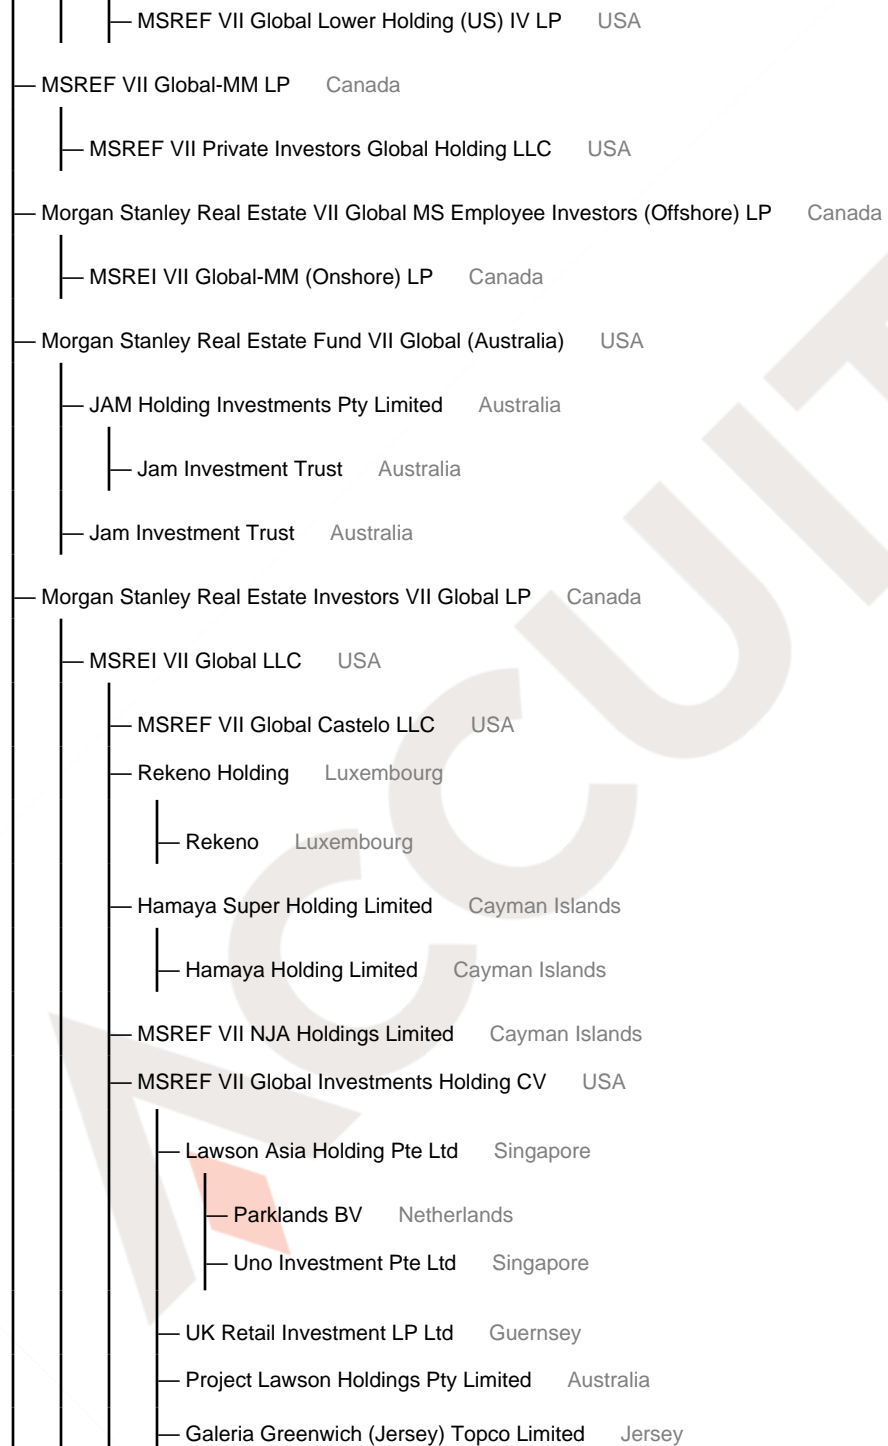 MSREF VII Global Lower Holding (US) IV LP USA
MSREF VII Global-MM LP Canada
MSREF VII Private Investors Global Holding LLC USA
Morgan Stanley Real Estate VII Global MS Employee Investors (Offshore) LP Canada
MSREI VII Global-MM (Onshore) LP Canada
Morgan Stanley Real Estate Fund VII Global (Australia) USA
JAM Holding Investments Pty Limited Australia
Jam Investment Trust Australia
Jam Investment Trust Australia
Morgan Stanley Real Estate Investors VII Global LP Canada
MSREI VII Global LLC USA
MSREF VII Global Castelo LLC USA
Rekeno Holding Luxembourg
Rekeno Luxembourg
Hamaya Super Holding Limited Cayman Islands
Hamaya Holding Limited Cayman Islands
MSREF VII NJA Holdings Limited Cayman Islands
MSREF VII Global Investments Holding CV USA
Lawson Asia Holding Pte Ltd Singapore
Parklands BV Netherlands
Uno Investment Pte Ltd Singapore
UK Retail Investment LP Ltd Guernsey
Project Lawson Holdings Pty Limited Australia
Galeria Greenwich (Jersey) Topco Limited Jersey
ACCUIT